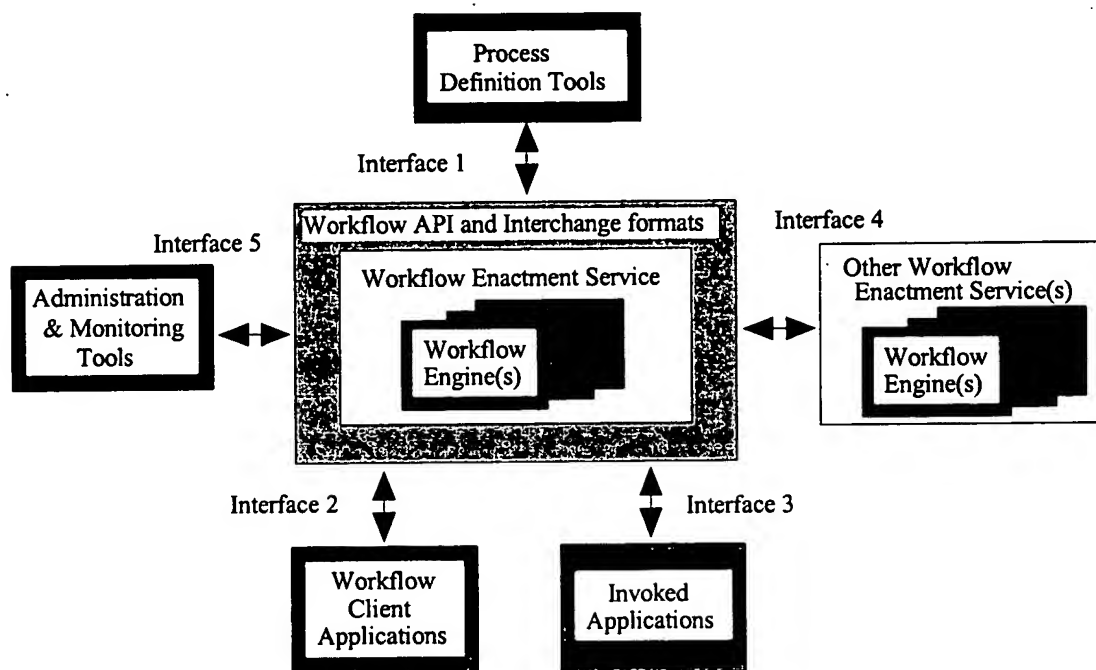 Process
Definition Tools
Interface 1
Workflow API and Interchange formats
Interface 4
Interface 5
Workflow Enactment Service
Other Workflow
Enactment Service(s)
Administration
& Monitoring
Tools
Workflow
Engine(s)
Workflow
Engine(s)
Interface 2
Interface 3
Workflow
Client
Applications
Invoked
Applications